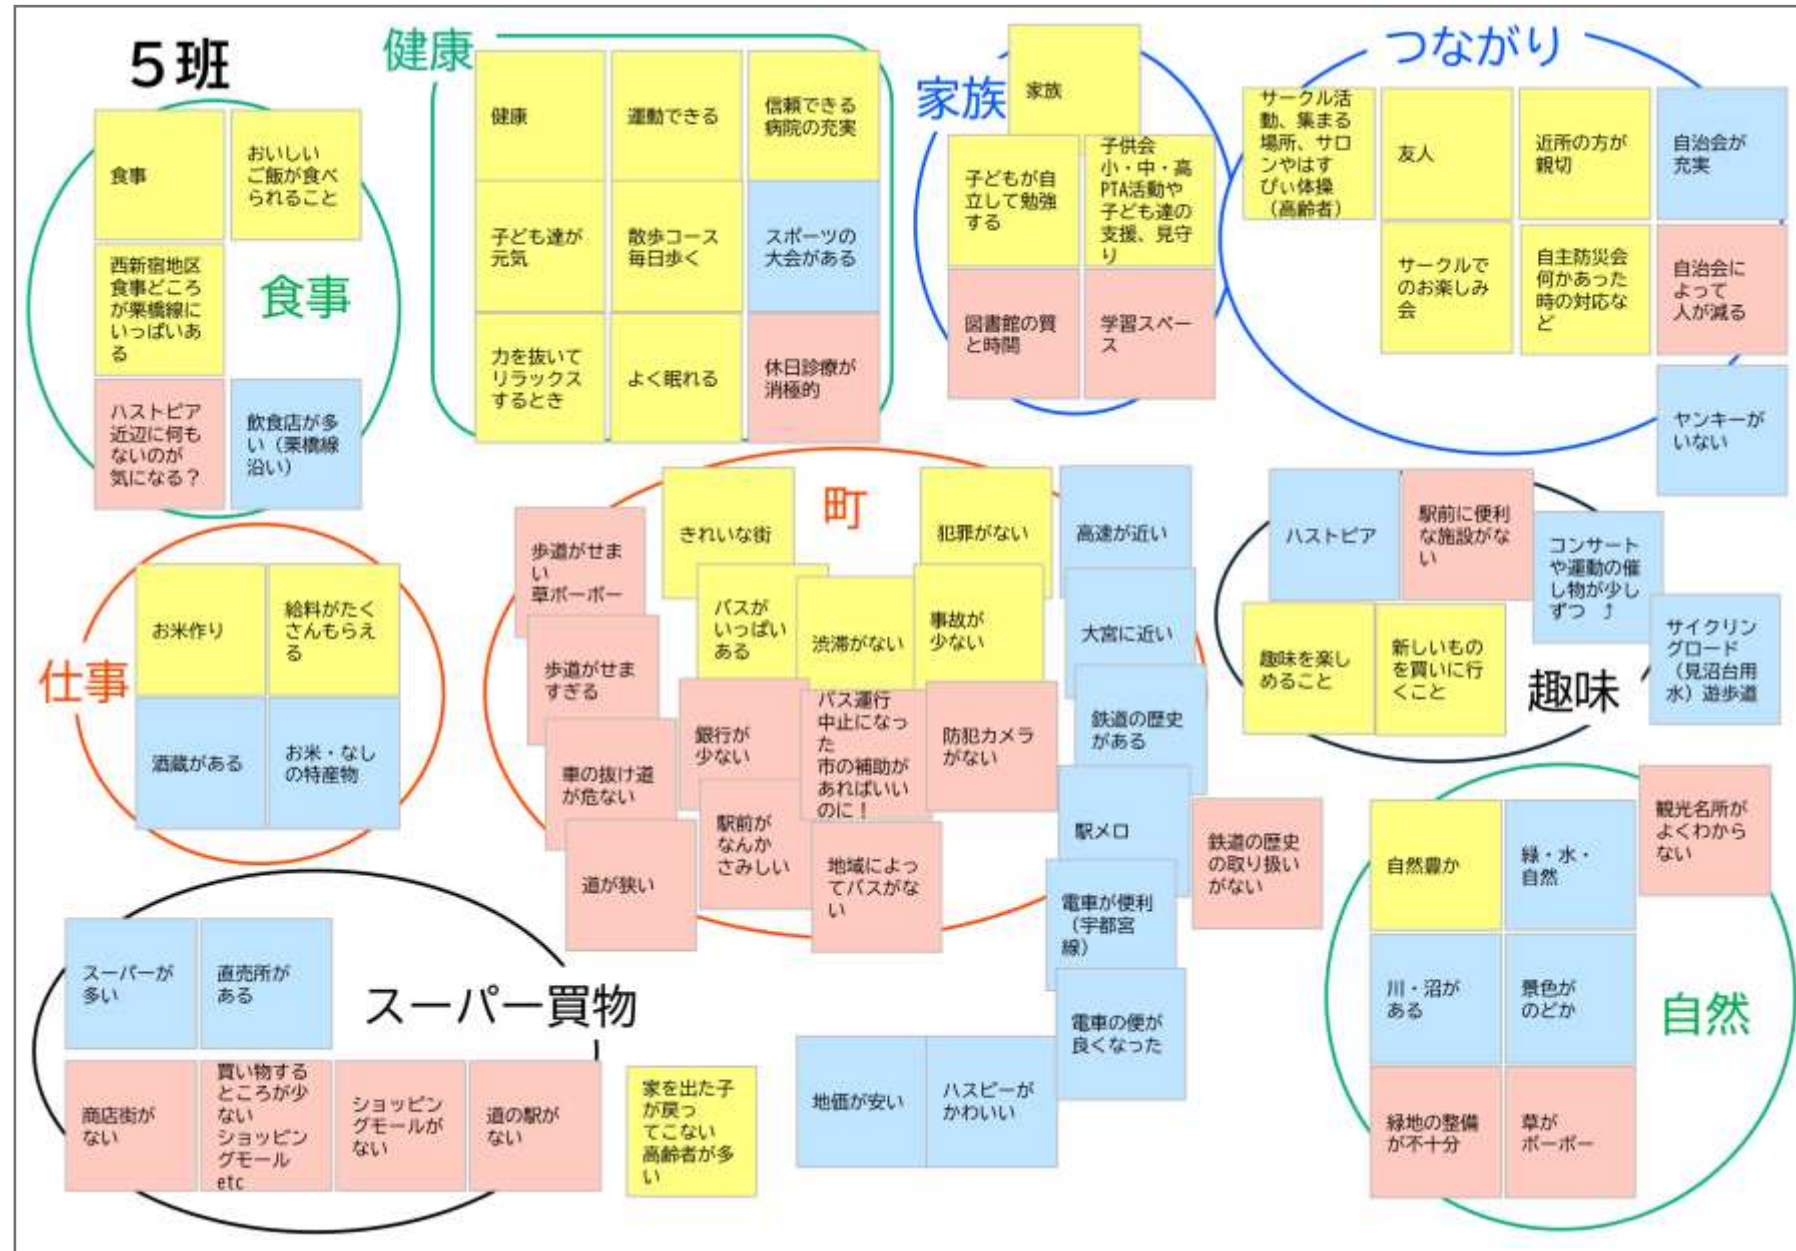 5班
食事
おいしい
ご飯が食べ
られること
西新宿地区
食事どころ
が栗橋線に
いっぱいあ
る
食事
ハストピア
近辺に何も
ないのが
気になる?
飲食店が多
い（栗橋線
沿い）
健康
健康
運動できる
信頼できる
病院の充実
子ども達が
元気
散歩コース
毎日歩く
スポーツの
大会がある
力を抜いて
リラックス
するとき
よく眠れる
休日診療が
消極的
家族
家族
子どもが自
立して勉強
する
子供会
小・中・高
PTA活動や
子ども達の
支援、見守
り
図書館の質
と時間
学習スペー
ス
つながり
サークル活
動、集まる
場所、サロ
ンやはす
ぴぃ体操
（高齢者）
友人
近所の方が
親切
自治会が
充実
サークルで
のお楽しみ
会
自主防災会
何かあった
時の対応な
ど
自治会に
よって
人が減る
ヤンキーが
いない
仕事
お米作り
給料がたく
さんもらえ
る
酒蔵がある
お米・なし
の特産物
町
歩道がせま
い
草ボーボー
歩道がせま
すぎる
車の抜け道
が危ない
道が狭い
きれいな街
バスが
いっぱい
ある
渋滞がない
犯罪がない
事故が
少ない
銀行が
少ない
駅前が
なんか
さみしい
バス運行
中止になっ
た
市の補助が
あればいい
のに！
地域によっ
てバスがな
い
防犯カメラ
がない
高速が近い
大宮に近い
鉄道の歴史
がある
駅メロ
電車が便利
（宇都宮
線）
電車の便が
良くなった
鉄道の歴史
の取り扱い
がない
趣味
ハストピア
駅前に便利
な施設がな
い
コンサート
や運動の催
し物が少し
ずつ ⤴
サイクリン
グロード
（見沼台用
水）遊歩道
趣味を楽し
めること
新しいもの
を買いに行
くこと
自然
観光名所が
よくわから
ない
自然豊か
緑・水・
自然
川・沼が
ある
景色が
のどか
緑地の整備
が不十分
草が
ボーボー
スーパー買物
スーパーが
多い
直売所が
ある
商店街が
ない
買い物する
ところが少
ない
ショッピン
グモール
etc
ショッピン
グモールが
ない
道の駅が
ない
家を出た子
が戻っ
てこない
高齢者が多
い
地価が安い
ハスピーが
かわいい